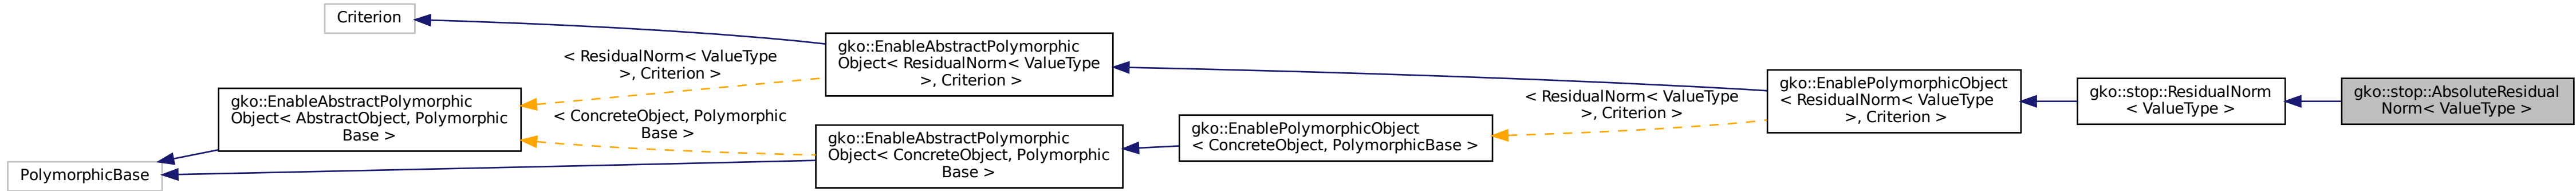 Criterion
gko::EnableAbstractPolymorphic
Object< ResidualNorm< ValueType
>, Criterion >
< ResidualNorm< ValueType
>, Criterion >
gko::EnableAbstractPolymorphic
Object< AbstractObject, Polymorphic
Base >
< ConcreteObject, Polymorphic
Base >
PolymorphicBase
gko::EnableAbstractPolymorphic
Object< ConcreteObject, Polymorphic
Base >
gko::EnablePolymorphicObject
< ConcreteObject, PolymorphicBase >
< ResidualNorm< ValueType
>, Criterion >
gko::EnablePolymorphicObject
< ResidualNorm< ValueType
>, Criterion >
gko::stop::ResidualNorm
< ValueType >
gko::stop::AbsoluteResidual
Norm< ValueType >